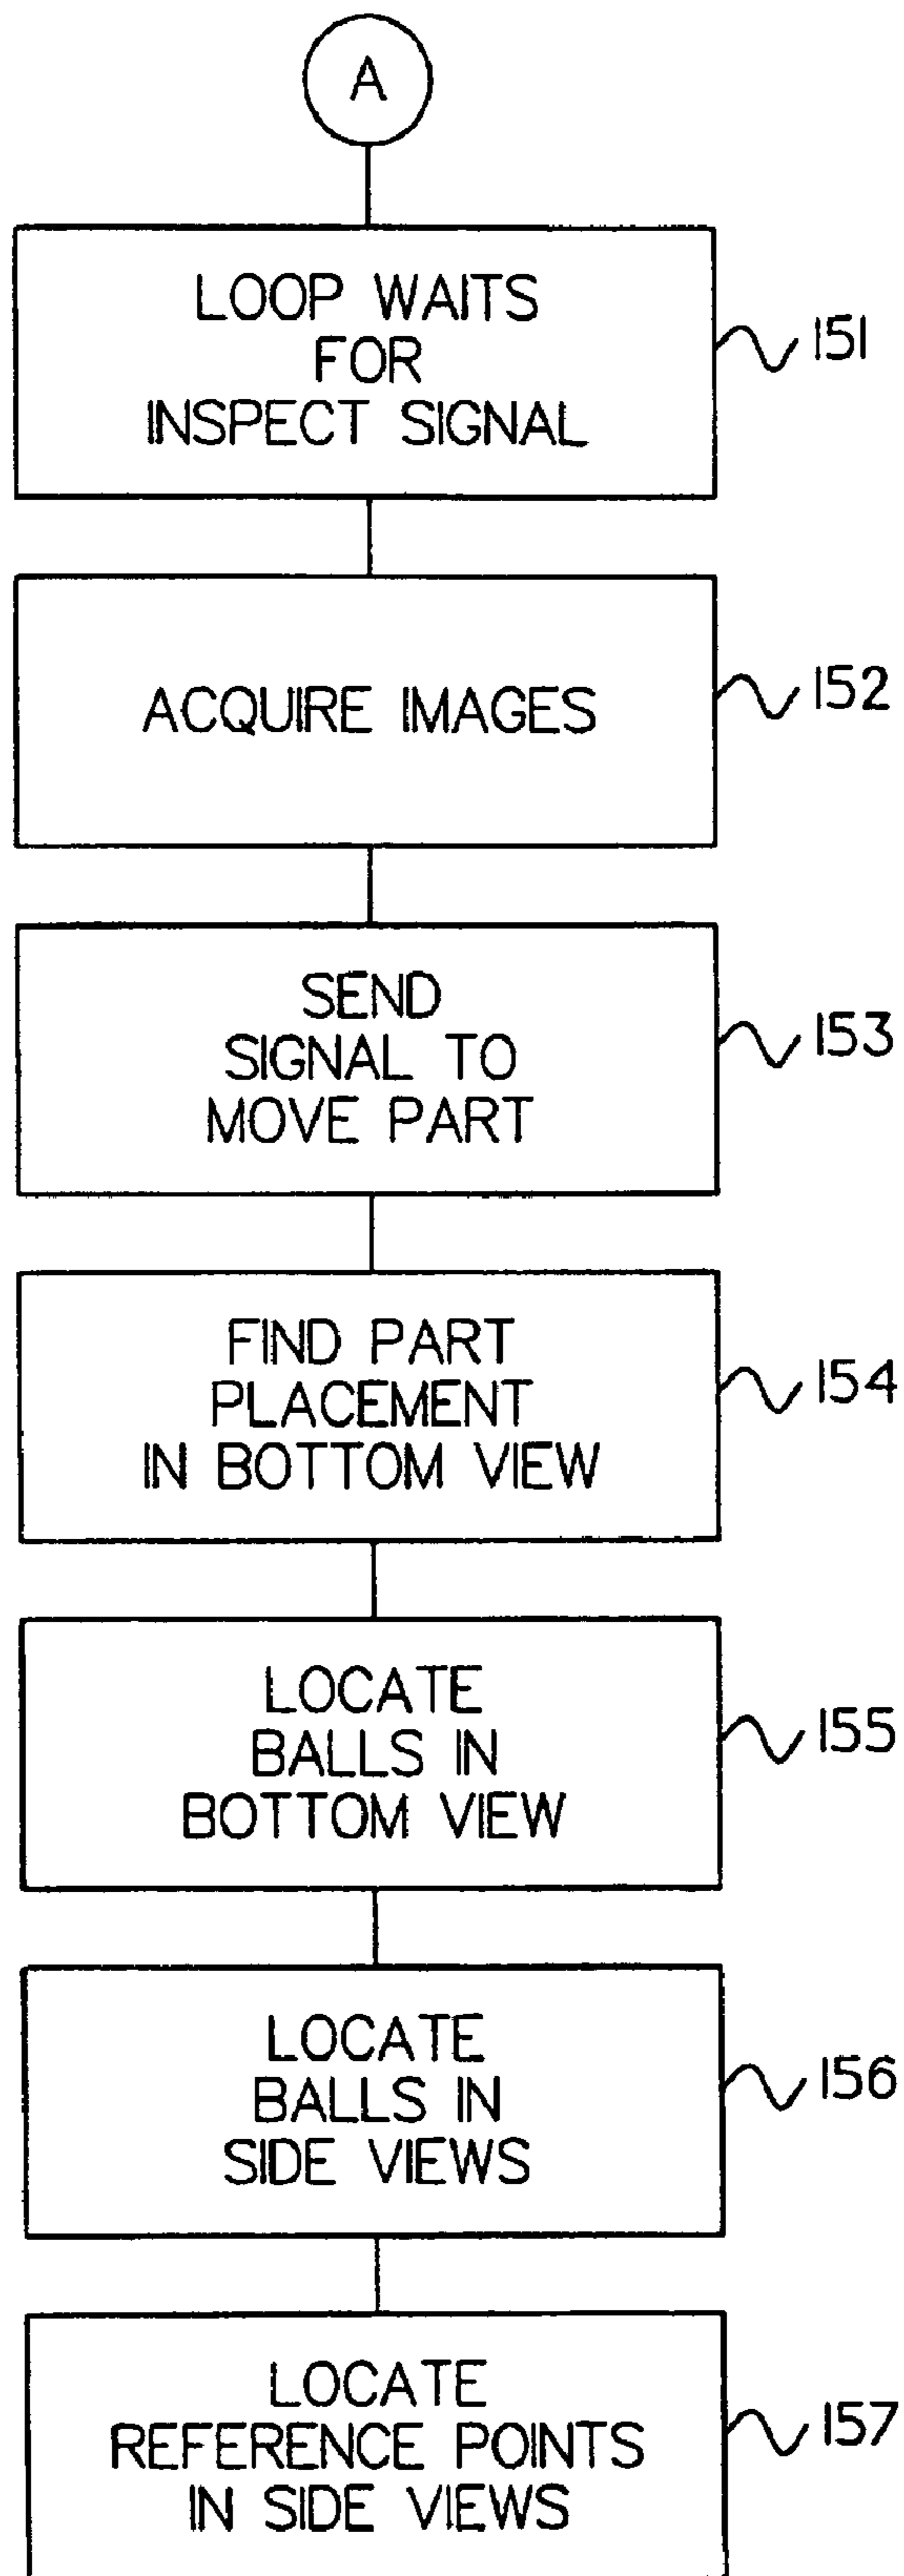 A
LOOP WAITS
FOR
INSPECT SIGNAL
151
ACQUIRE IMAGES
152
SEND
SIGNAL TO
MOVE PART
153
FIND PART
PLACEMENT
IN BOTTOM VIEW
154
LOCATE
BALLS IN
BOTTOM VIEW
155
LOCATE
BALLS IN
SIDE VIEWS
156
LOCATE
REFERENCE POINTS
IN SIDE VIEWS
157